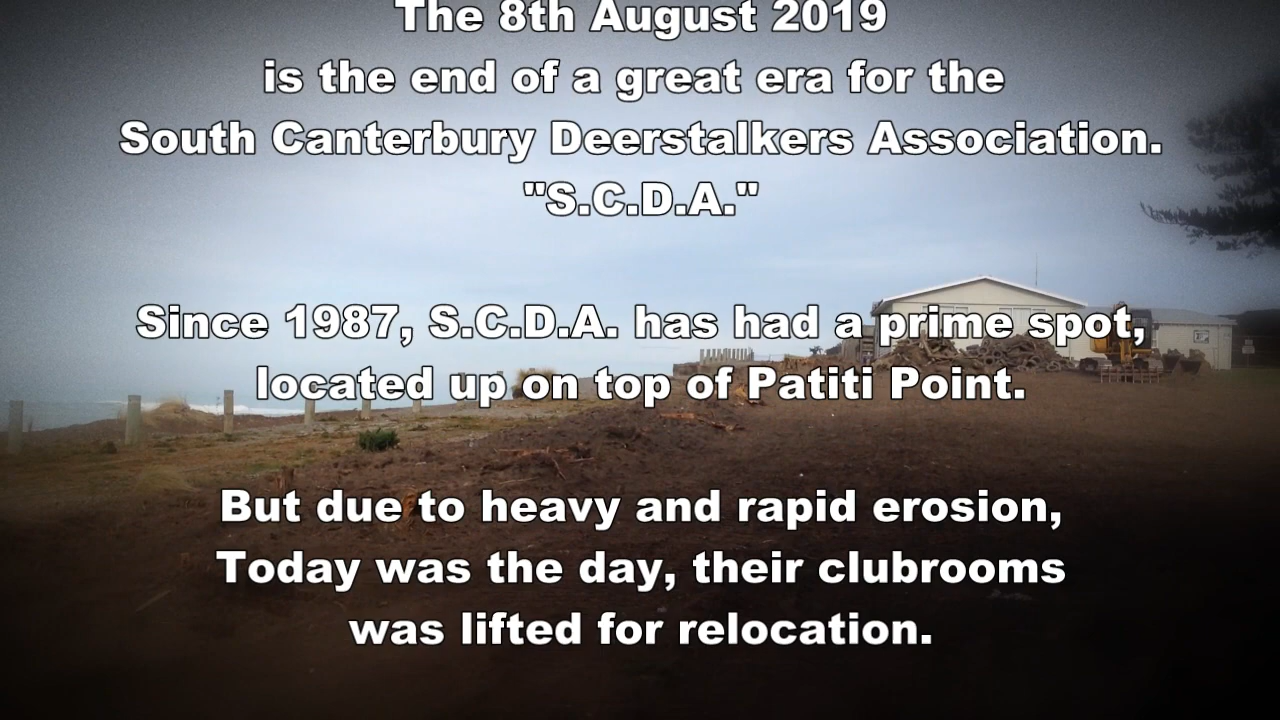 The 8th August 2019
is the end of a great era for the
South Canterbury Deerstalkers Association.
"S.C.D.A."
Since 1987, S.C.D.A. has had a prime spot,
located up on top of Patiti Point.
But due to heavy and rapid erosion,
Today was the day, their clubrooms
was lifted for relocation.